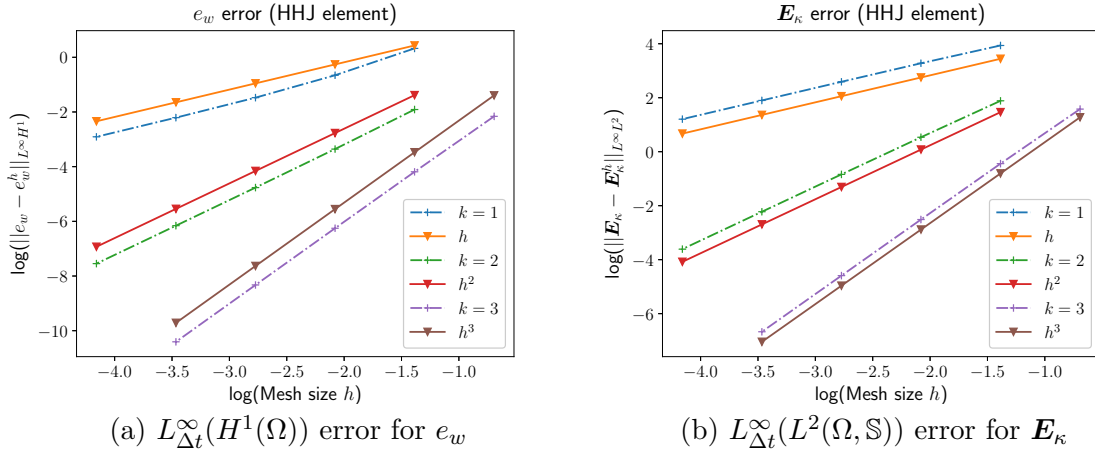 e_w error (HHJ element)
log(||e_w − e_w^h||_{L^∞ H^1})
0
−2
−4
−6
−8
−10
−4.0 −3.5 −3.0 −2.5 −2.0 −1.5 −1.0
log(Mesh size h)
k = 1
h
k = 2
h^2
k = 3
h^3
(a) L^∞_{Δt}(H^1(Ω)) error for e_w
E_κ error (HHJ element)
log(||E_κ − E_κ^h||_{L^∞ L^2})
4
2
0
−2
−4
−6
−4.0 −3.5 −3.0 −2.5 −2.0 −1.5 −1.0
log(Mesh size h)
k = 1
h
k = 2
h^2
k = 3
h^3
(b) L^∞_{Δt}(L^2(Ω, 𝕊)) error for E_κ